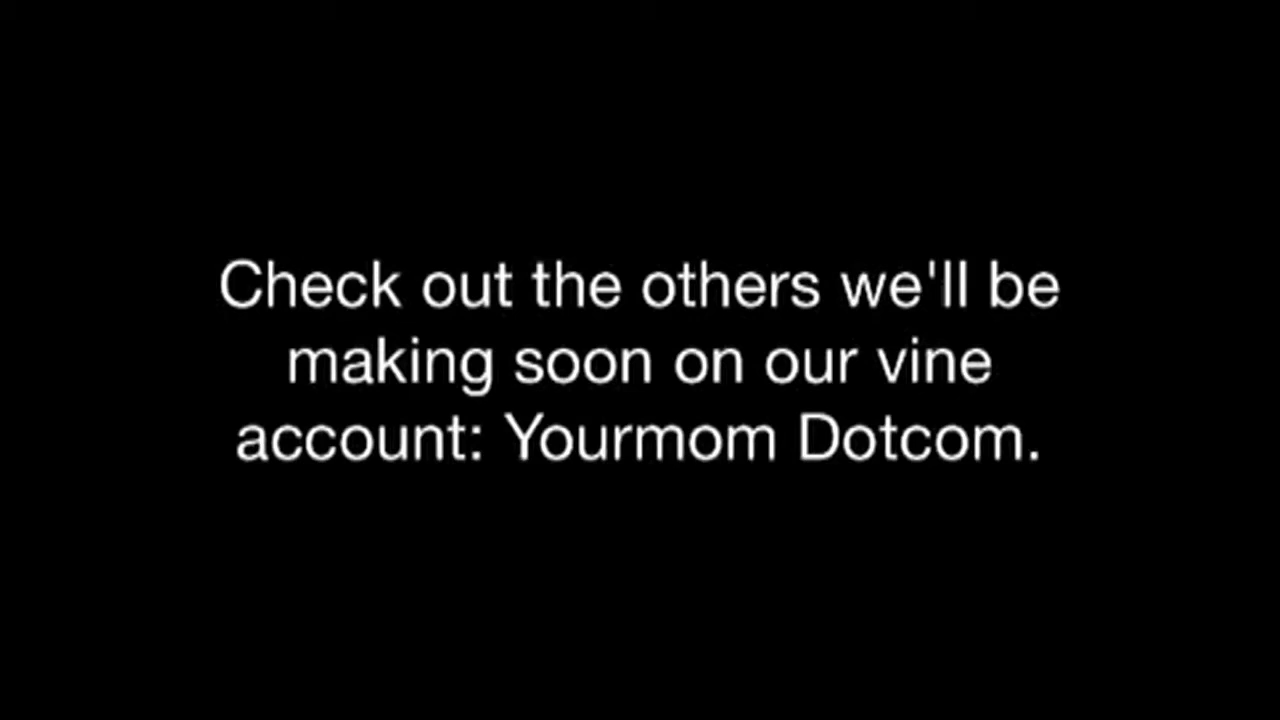 Check out the others we'll be
making soon on our vine
account: Yourmom Dotcom.